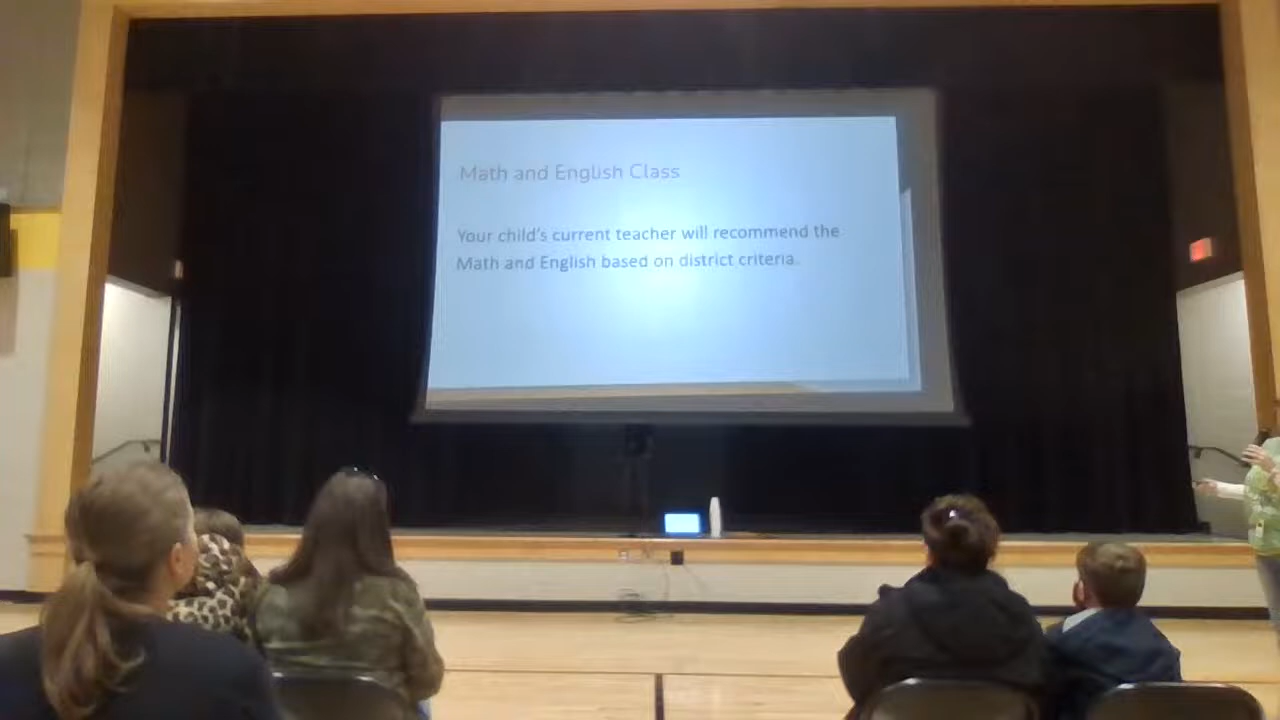 Math and English Class
Your child's current teacher will recommend the
Math and English based on district criteria.